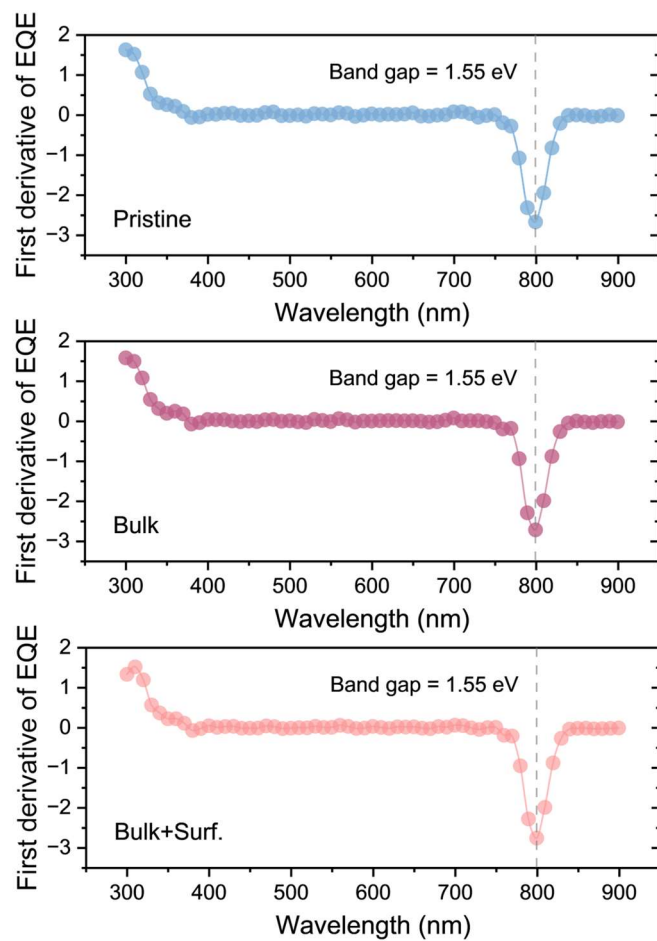 First derivative of EQE
2
1
0
−1
−2
−3
Band gap = 1.55 eV
Pristine
300 400 500 600 700 800 900
Wavelength (nm)
First derivative of EQE
2
1
0
−1
−2
−3
Band gap = 1.55 eV
Bulk
300 400 500 600 700 800 900
Wavelength (nm)
First derivative of EQE
2
1
0
−1
−2
−3
Band gap = 1.55 eV
Bulk+Surf.
300 400 500 600 700 800 900
Wavelength (nm)